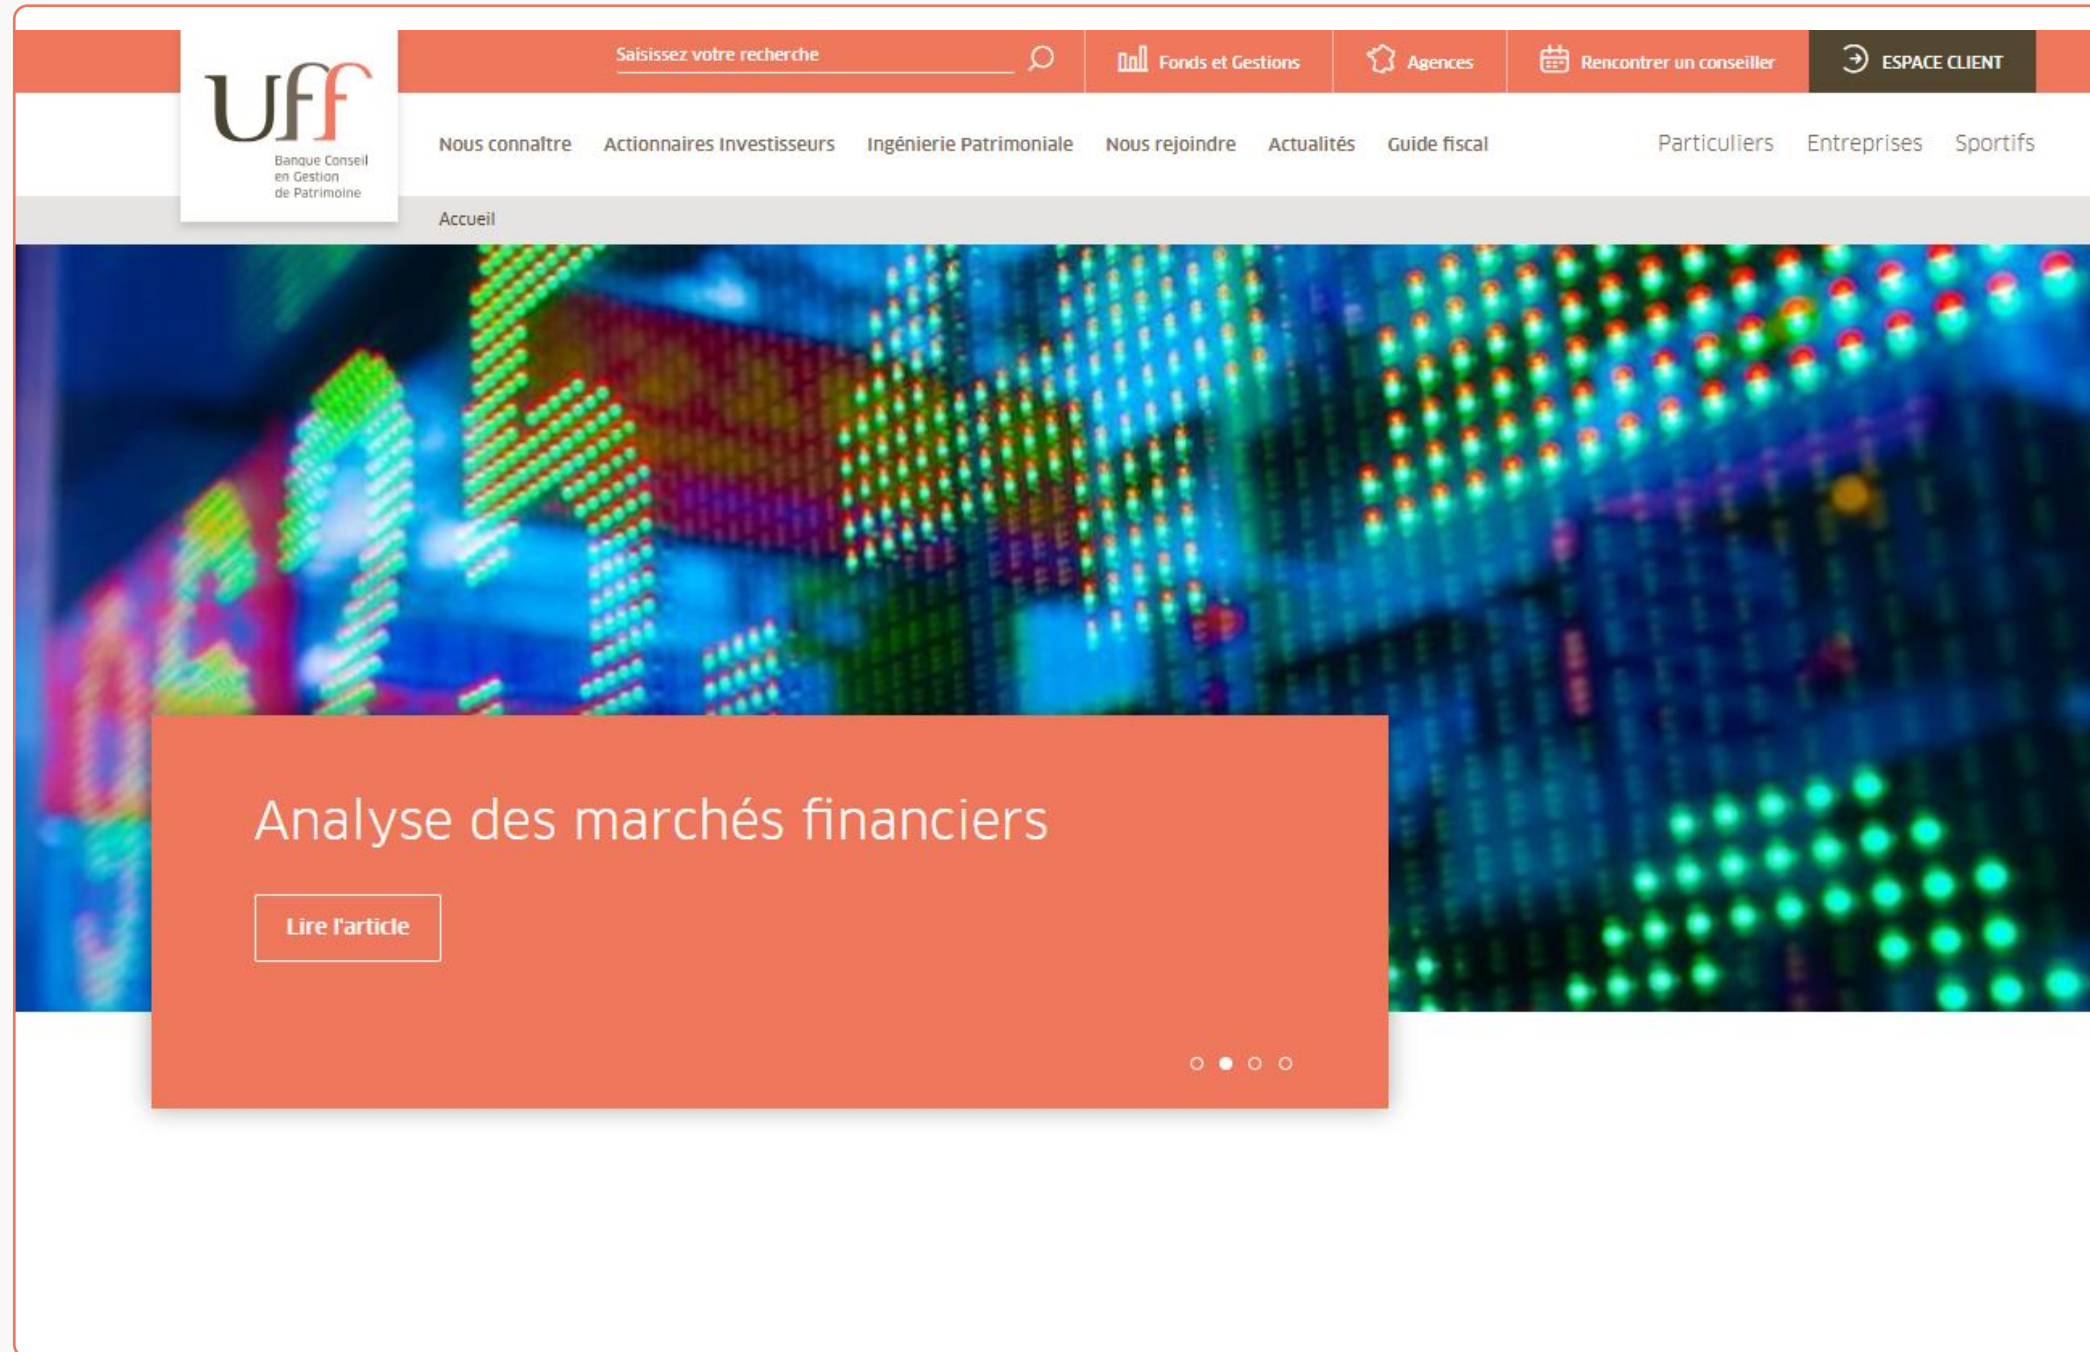 Saisissez votre recherche
Fonds et Gestions
Agences
Rencontrer un conseiller
ESPACE CLIENT
uff
Banque Conseil
en Gestion
de Patrimoine
Nous connaître
Actionnaires Investisseurs
Ingénierie Patrimoniale
Nous rejoindre
Actualités
Guide fiscal
Particuliers
Entreprises
Sportifs
Accueil
Analyse des marchés financiers
Lire l'article